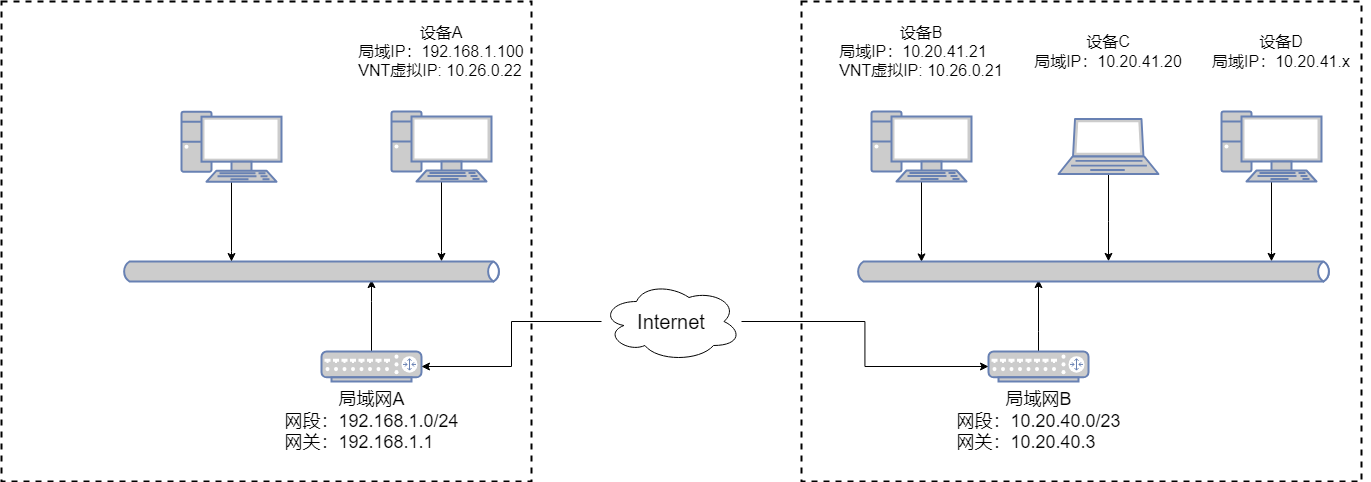 设备A
局域IP：192.168.1.100
VNT虚拟IP: 10.26.0.22
设备B
局域IP：10.20.41.21
VNT虚拟IP: 10.26.0.21
设备C
局域IP：10.20.41.20
设备D
局域IP：10.20.41.x
Internet
局域网A
网段：192.168.1.0/24
网关：192.168.1.1
局域网B
网段：10.20.40.0/23
网关：10.20.40.3